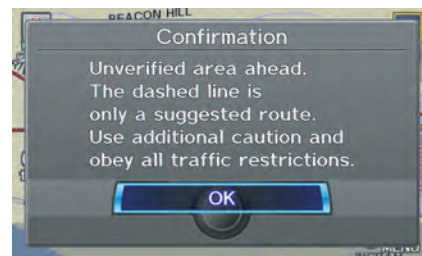 BEACON HILL
Confirmation
Unverified area ahead.
The dashed line is
only a suggested route.
Use additional caution and
obey all traffic restrictions.
OK
MENU